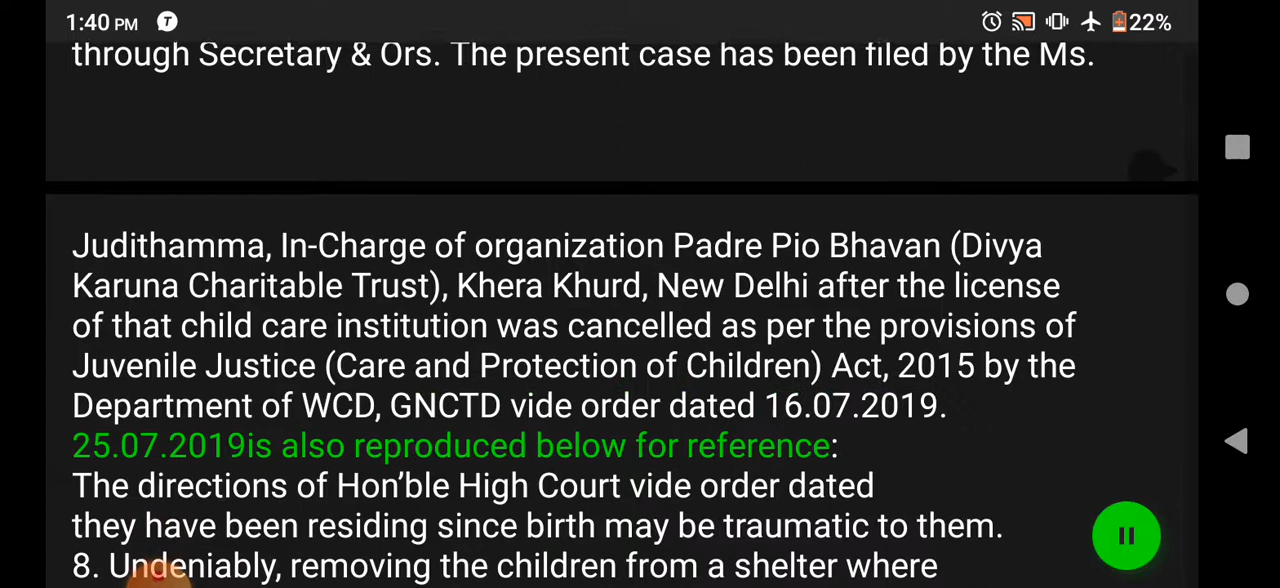 1:40 PM T 22%
through Secretary & Ors. The present case has been filed by the Ms.
Judithamma, In-Charge of organization Padre Pio Bhavan (Divya
Karuna Charitable Trust), Khera Khurd, New Delhi after the license
of that child care institution was cancelled as per the provisions of
Juvenile Justice (Care and Protection of Children) Act, 2015 by the
Department of WCD, GNCTD vide order dated 16.07.2019.
25.07.2019is also reproduced below for reference:
The directions of Hon’ble High Court vide order dated
they have been residing since birth may be traumatic to them.
8. Undeniably, removing the children from a shelter where